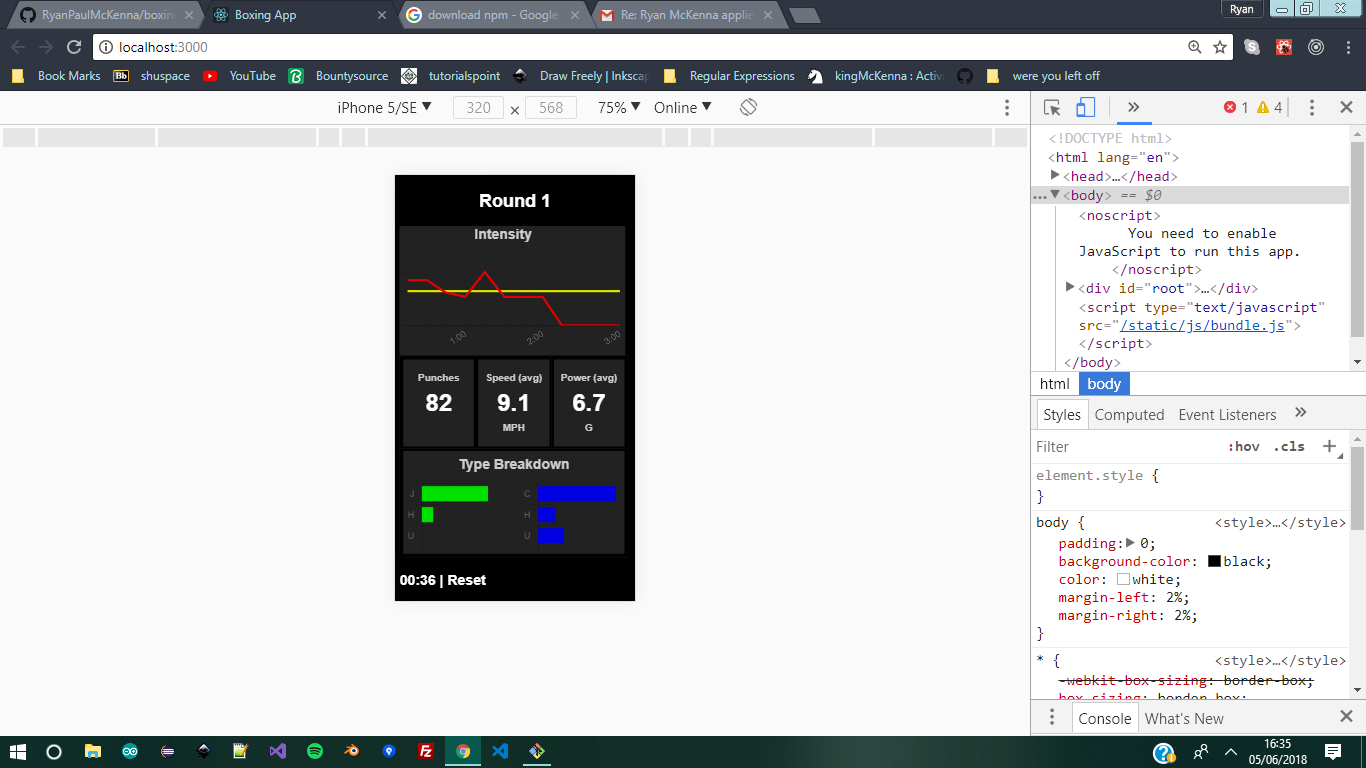 Ryan
RyanPaulMcKenna/boxin
Boxing App
download npm - Google
Re: Ryan McKenna applie
localhost:3000
Book Marks
Bb
shuspace
YouTube
Bountysource
tutorialspoint
Draw Freely | Inkscap
Regular Expressions
kingMcKenna : Activ
were you left off
iPhone 5/SE ▼ 320 × 568 75% ▼ Online ▼
1 4
Round 1
Intensity
1:00 2:00 3:00
Punches Speed (avg) Power (avg)
82 9.1 6.7
MPH G
Type Breakdown
J C
H H
U U
00:36 | Reset
<!DOCTYPE html>
<html lang="en">
<head>…</head>
… <body> == $0
<noscript>
You need to enable
JavaScript to run this app.
</noscript>
<div id="root">…</div>
<script type="text/javascript"
src="/static/js/bundle.js">
</script>
</body>
html body
Styles Computed Event Listeners »
Filter :hov .cls +
element.style {
}
body { <style>…</style>
padding: 0;
background-color: black;
color: white;
margin-left: 2%;
margin-right: 2%;
}
* { <style>…</style>
-webkit-box-sizing: border-box;
box-sizing: border-box;
Console What's New
16:35
05/06/2018